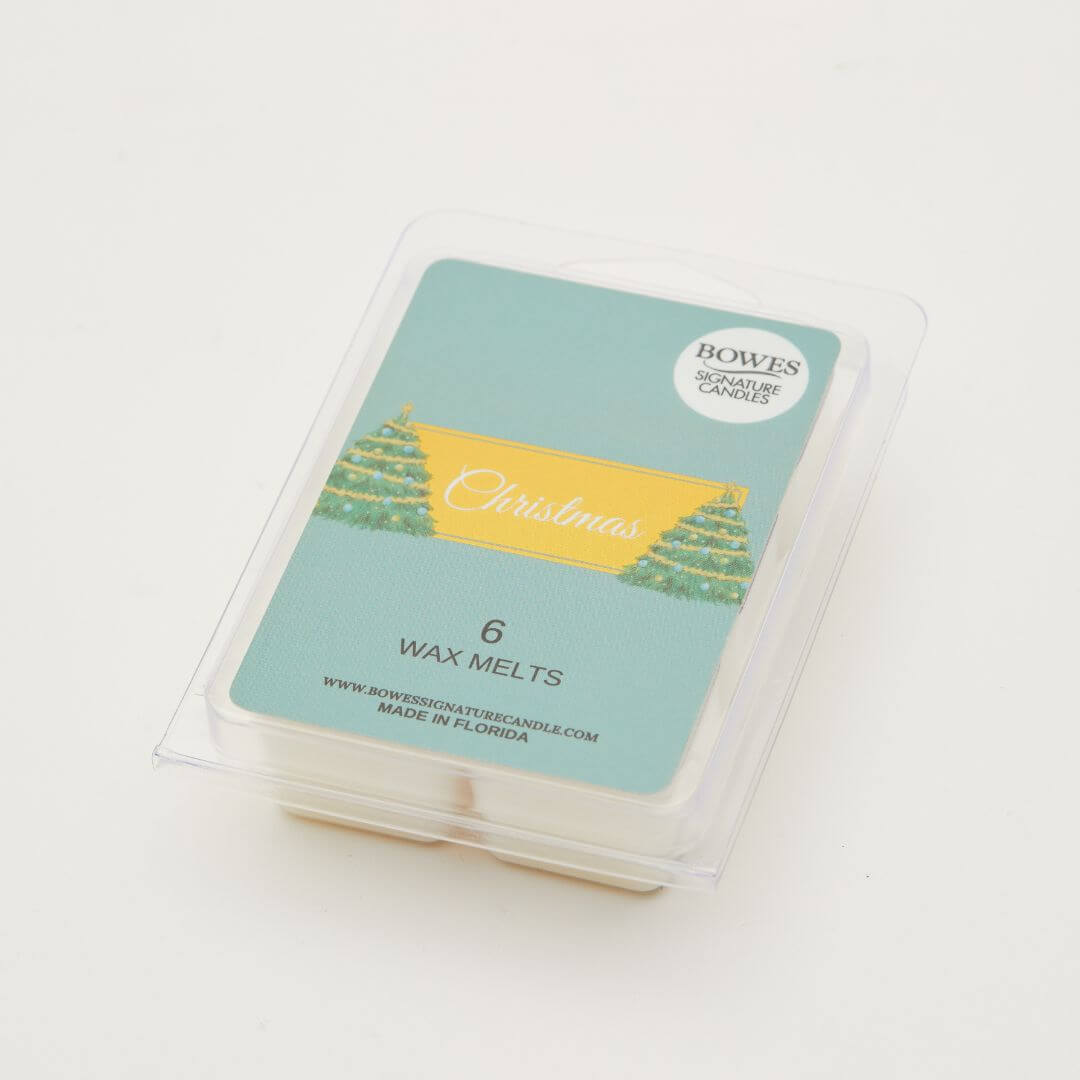 BOWES
SIGNATURE
CANDLES
Christmas
6
WAX MELTS
WWW.BOWESSIGNATURECANDLE.COM
MADE IN FLORIDA